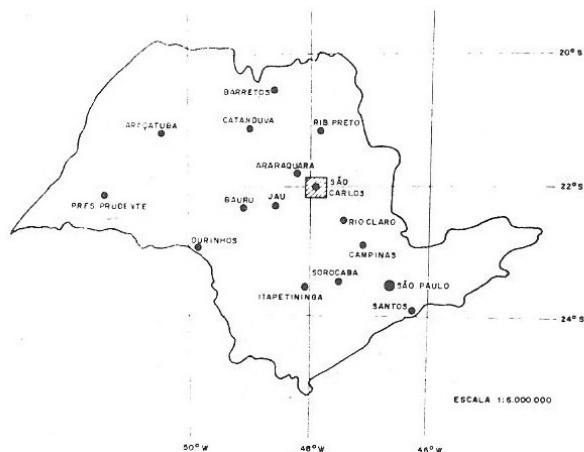 20°S
BARRETOS
CATANDUVA
RIB. PRETO
ARAÇATUBA
ARARAQUARA
SÃO
CARLOS
22°S
PRES. PRUDENTE
BAURU
JAU
RIO CLARO
OURINHOS
CAMPINAS
SOROCABA
SÃO PAULO
ITAPETININGA
SANTOS
24°S
ESCALA 1:6.000.000
50°W
48°W
46°W